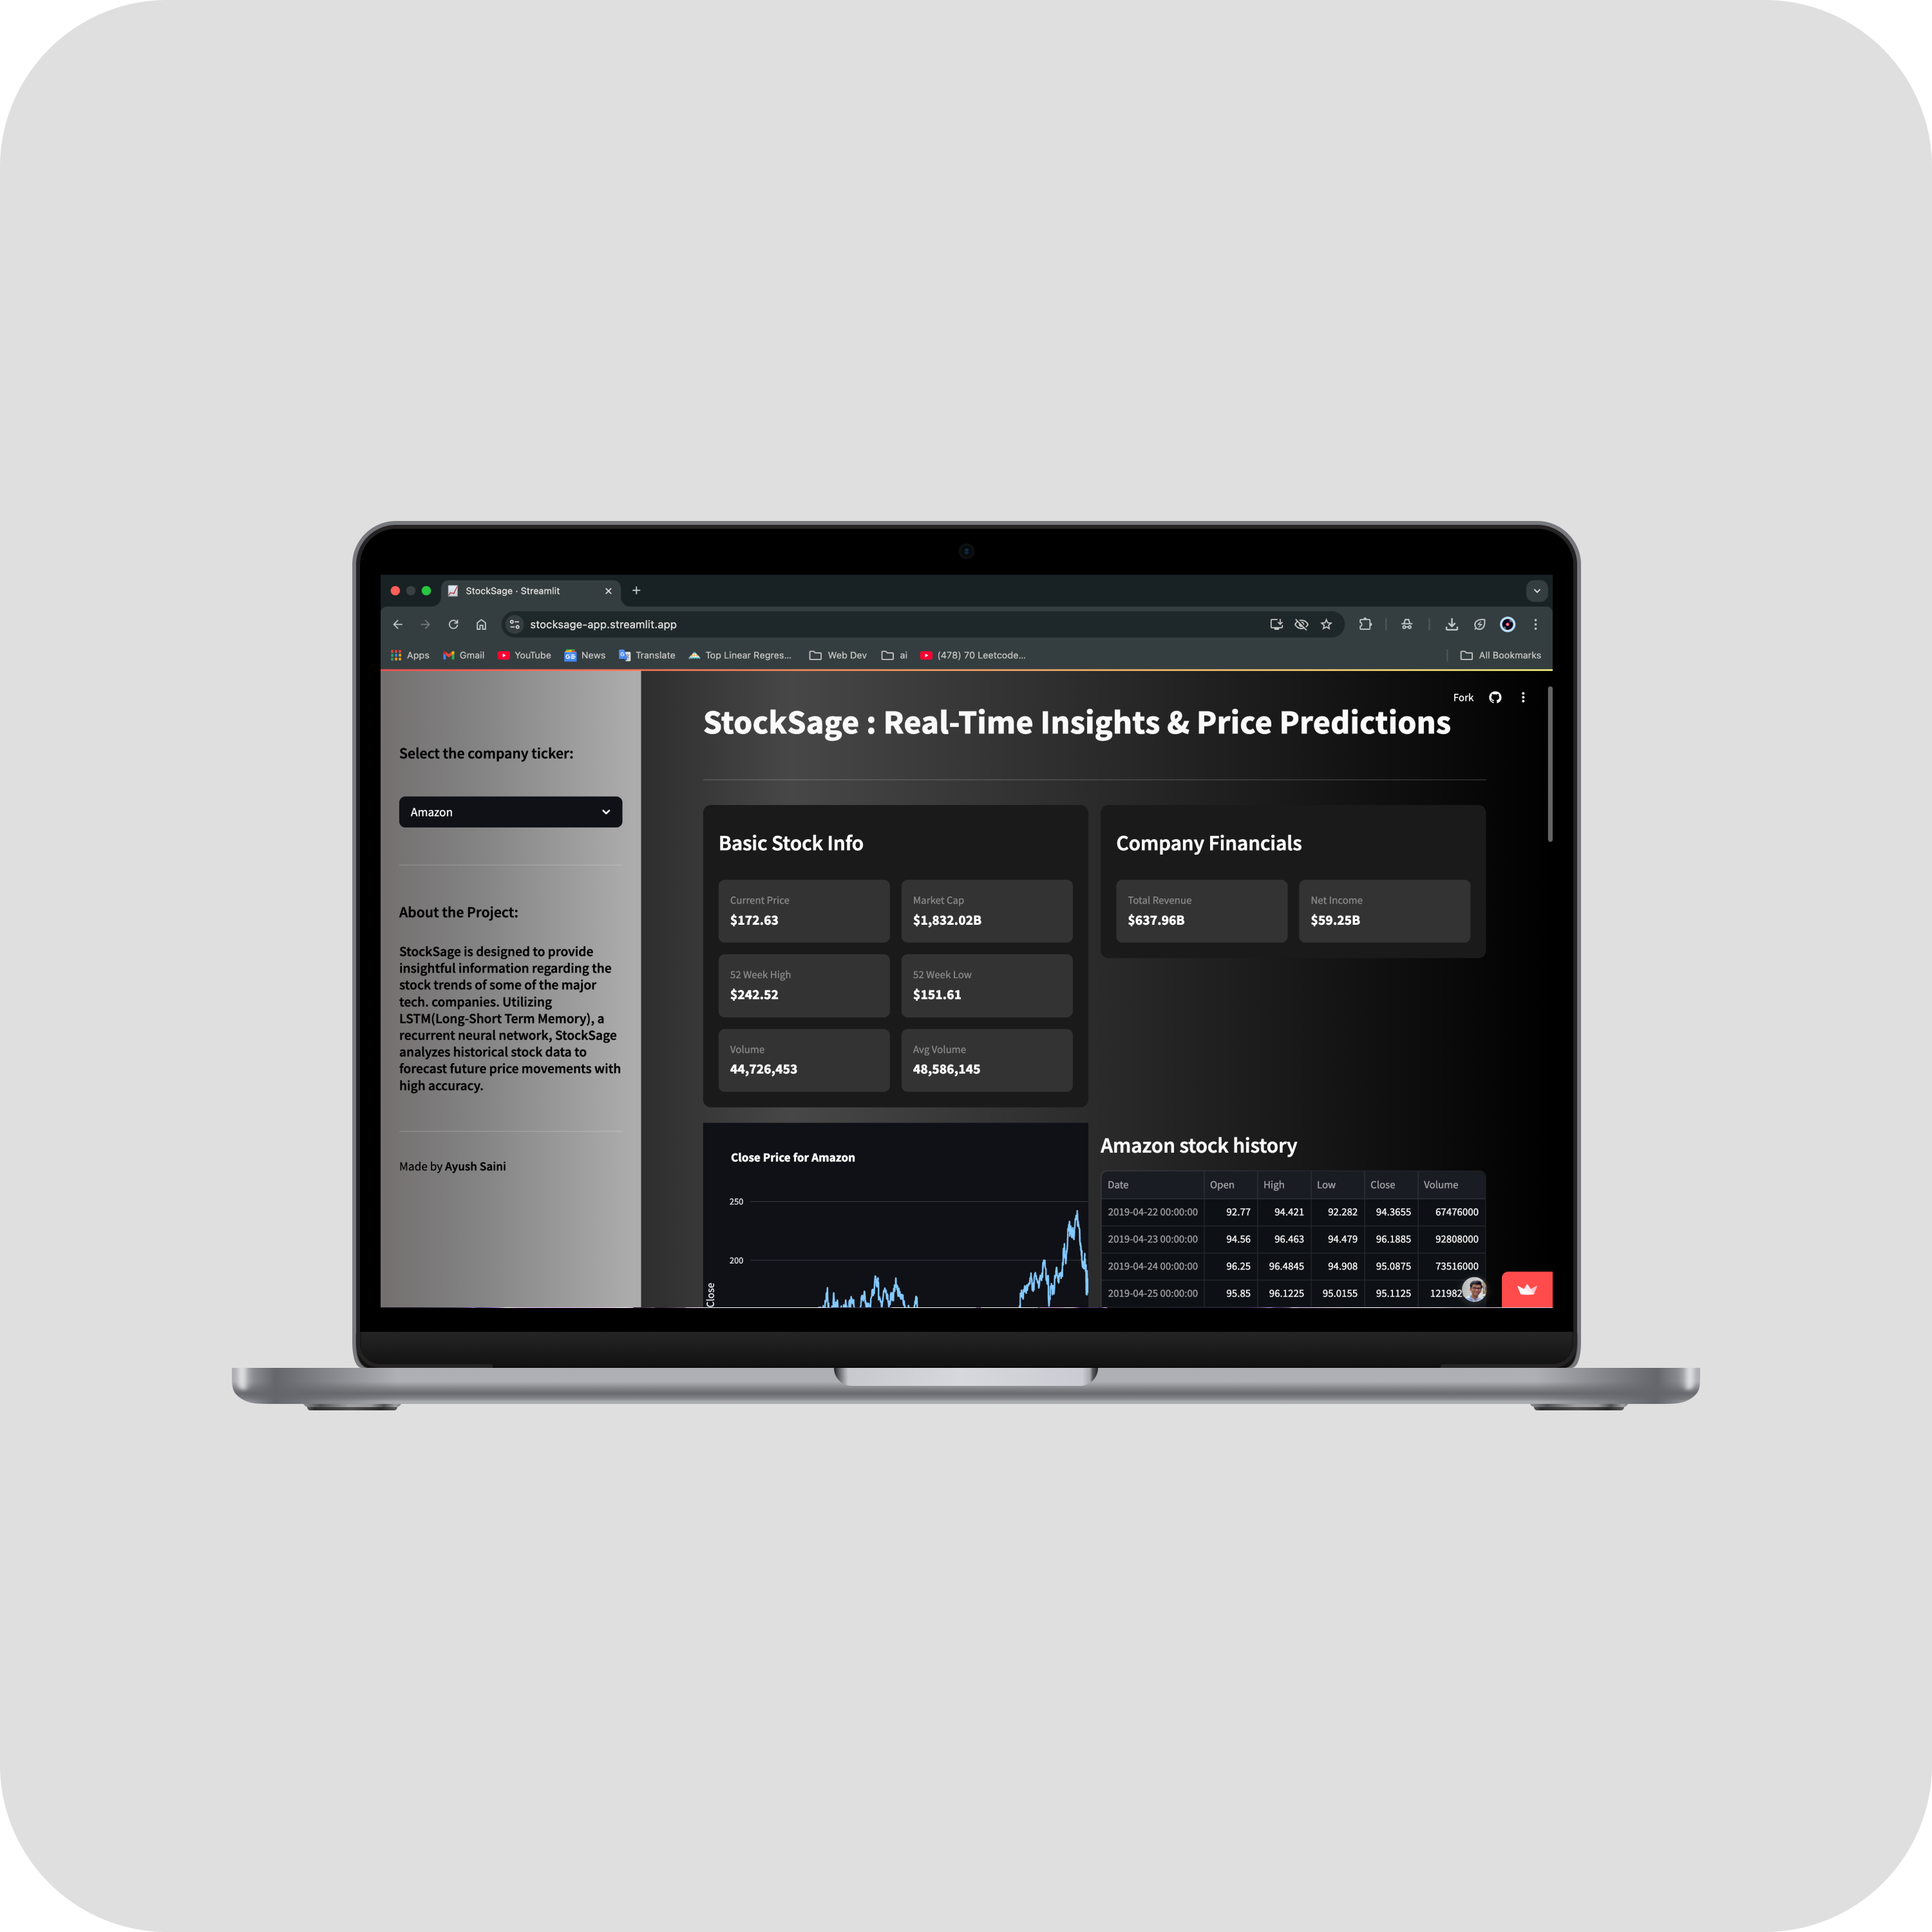 StockSage · Streamlit
stocksage-app.streamlit.app
Apps Gmail YouTube News Translate Top Linear Regres... Web Dev ai (478) 70 Leetcode... All Bookmarks
Fork
Select the company ticker:
Amazon
About the Project:
StockSage is designed to provide
insightful information regarding the
stock trends of some of the major
tech. companies. Utilizing
LSTM(Long-Short Term Memory), a
recurrent neural network, StockSage
analyzes historical stock data to
forecast future price movements with
high accuracy.
Made by Ayush Saini
StockSage : Real-Time Insights & Price Predictions
Basic Stock Info
Current Price Market Cap
$172.63 $1,832.02B
52 Week High 52 Week Low
$242.52 $151.61
Volume Avg Volume
44,726,453 48,586,145
Company Financials
Total Revenue Net Income
$637.96B $59.25B
Close Price for Amazon
250
200
Close
Amazon stock history
Date Open High Low Close Volume
2019-04-22 00:00:00 92.77 94.421 92.282 94.3655 67476000
2019-04-23 00:00:00 94.56 96.463 94.479 96.1885 92808000
2019-04-24 00:00:00 96.25 96.4845 94.908 95.0875 73516000
2019-04-25 00:00:00 95.85 96.1225 95.0155 95.1125 121982